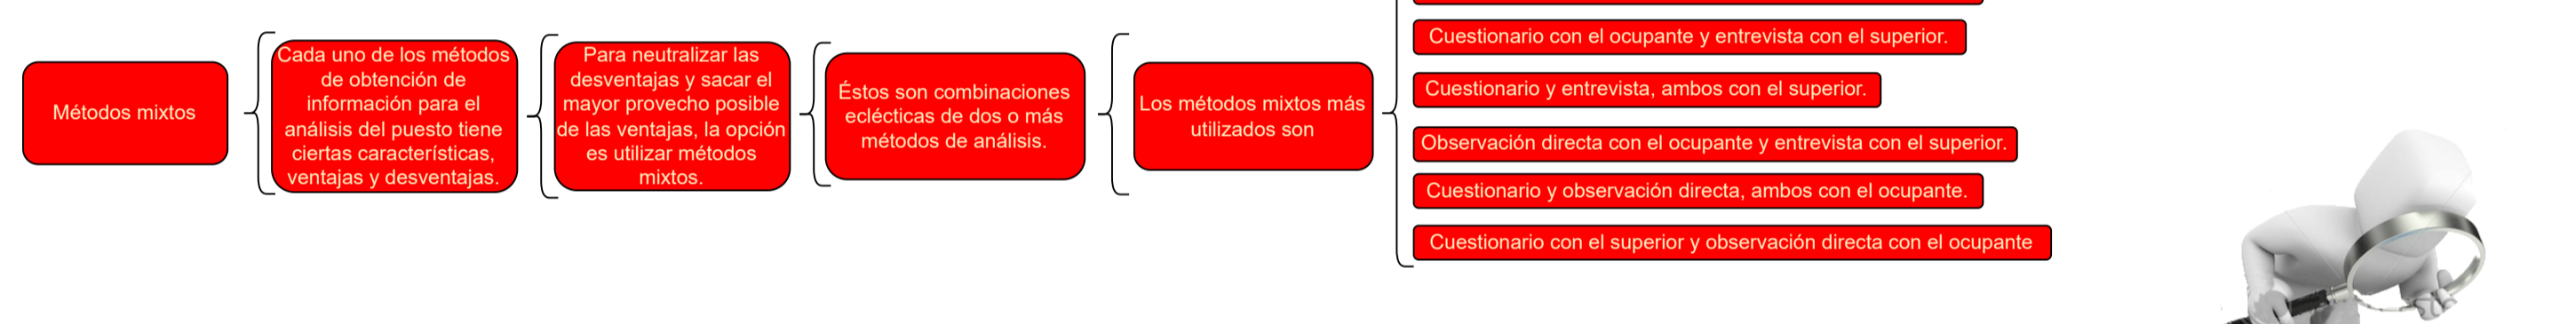 Métodos mixtos
Cada uno de los métodos
de obtención de
información para el
análisis del puesto tiene
ciertas características,
ventajas y desventajas.
Para neutralizar las
desventajas y sacar el
mayor provecho posible
de las ventajas, la opción
es utilizar métodos
mixtos.
Éstos son combinaciones
eclécticas de dos o más
métodos de análisis.
Los métodos mixtos más
utilizados son
Cuestionario con el ocupante y entrevista con el superior.
Cuestionario y entrevista, ambos con el superior.
Observación directa con el ocupante y entrevista con el superior.
Cuestionario y observación directa, ambos con el ocupante.
Cuestionario con el superior y observación directa con el ocupante